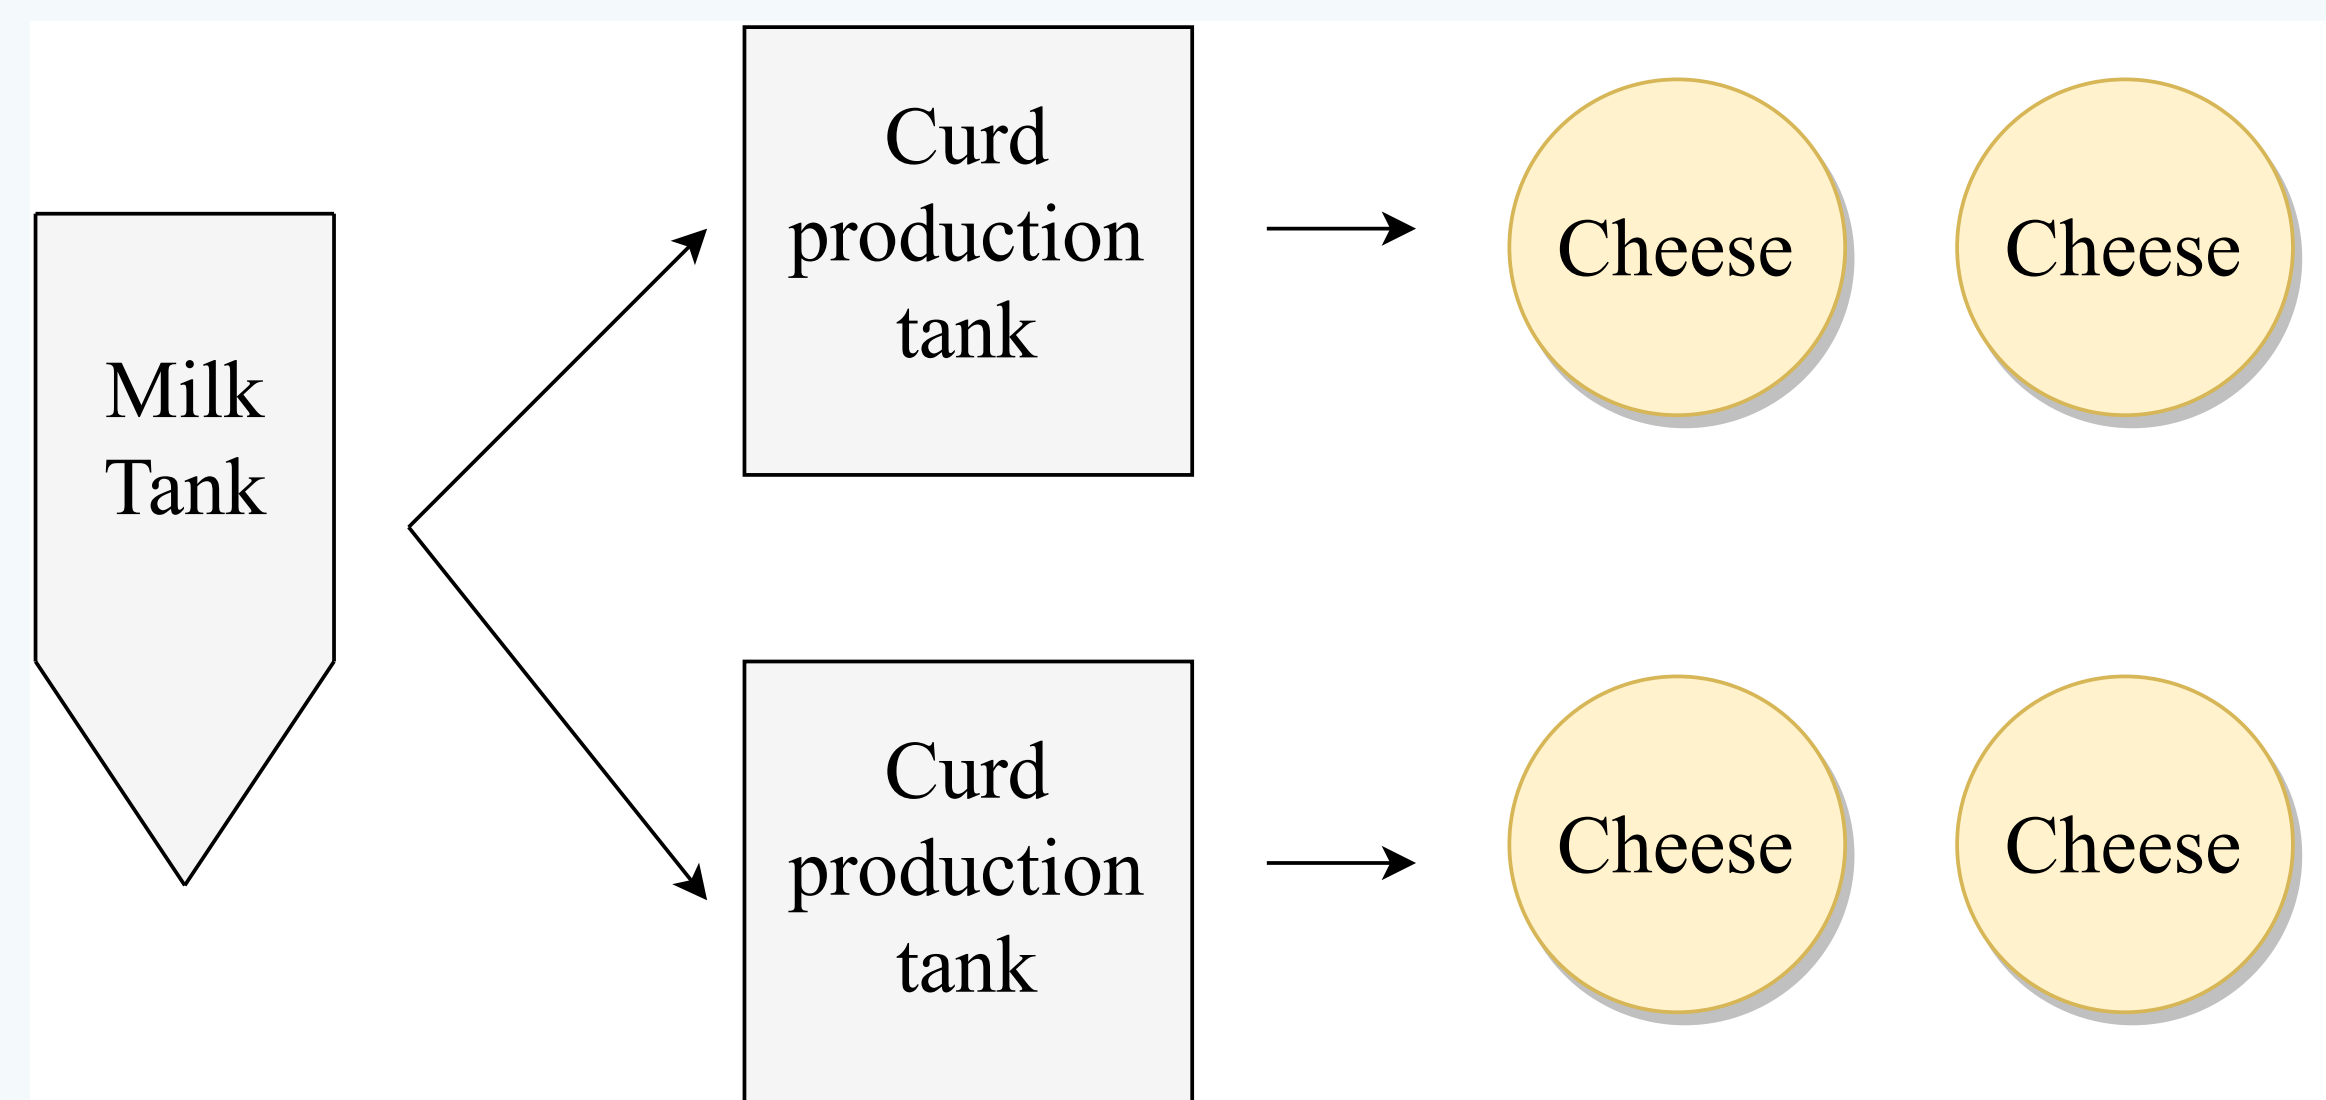 Milk
Tank
Curd
production
tank
Cheese
Cheese
Curd
production
tank
Cheese
Cheese